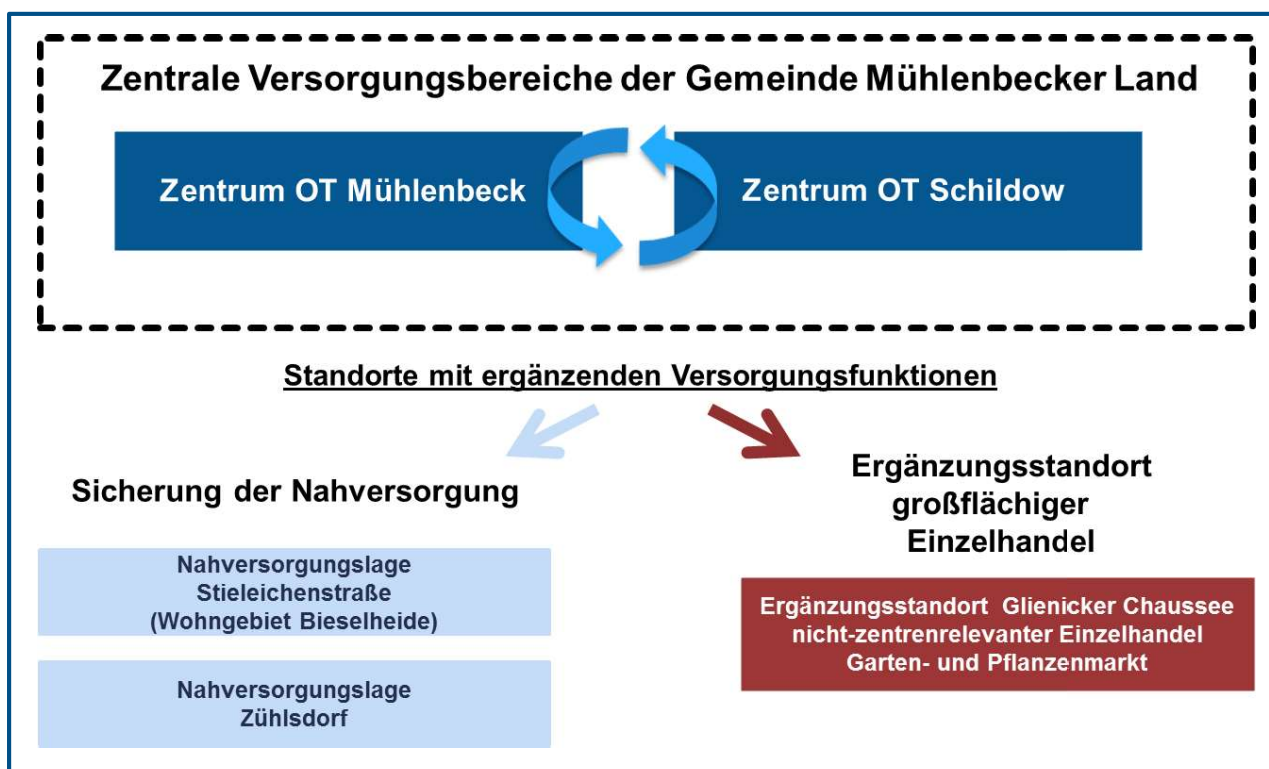 Zentrale Versorgungsbereiche der Gemeinde Mühlenbecker Land
Zentrum OT Mühlenbeck
Zentrum OT Schildow
Standorte mit ergänzenden Versorgungsfunktionen
Sicherung der Nahversorgung
Nahversorgungslage
Stieleichenstraße
(Wohngebiet Bieselheide)
Nahversorgungslage
Zühlsdorf
Ergänzungsstandort
großflächiger
Einzelhandel
Ergänzungsstandort Glienicker Chaussee
nicht-zentrenrelevanter Einzelhandel
Garten- und Pflanzenmarkt